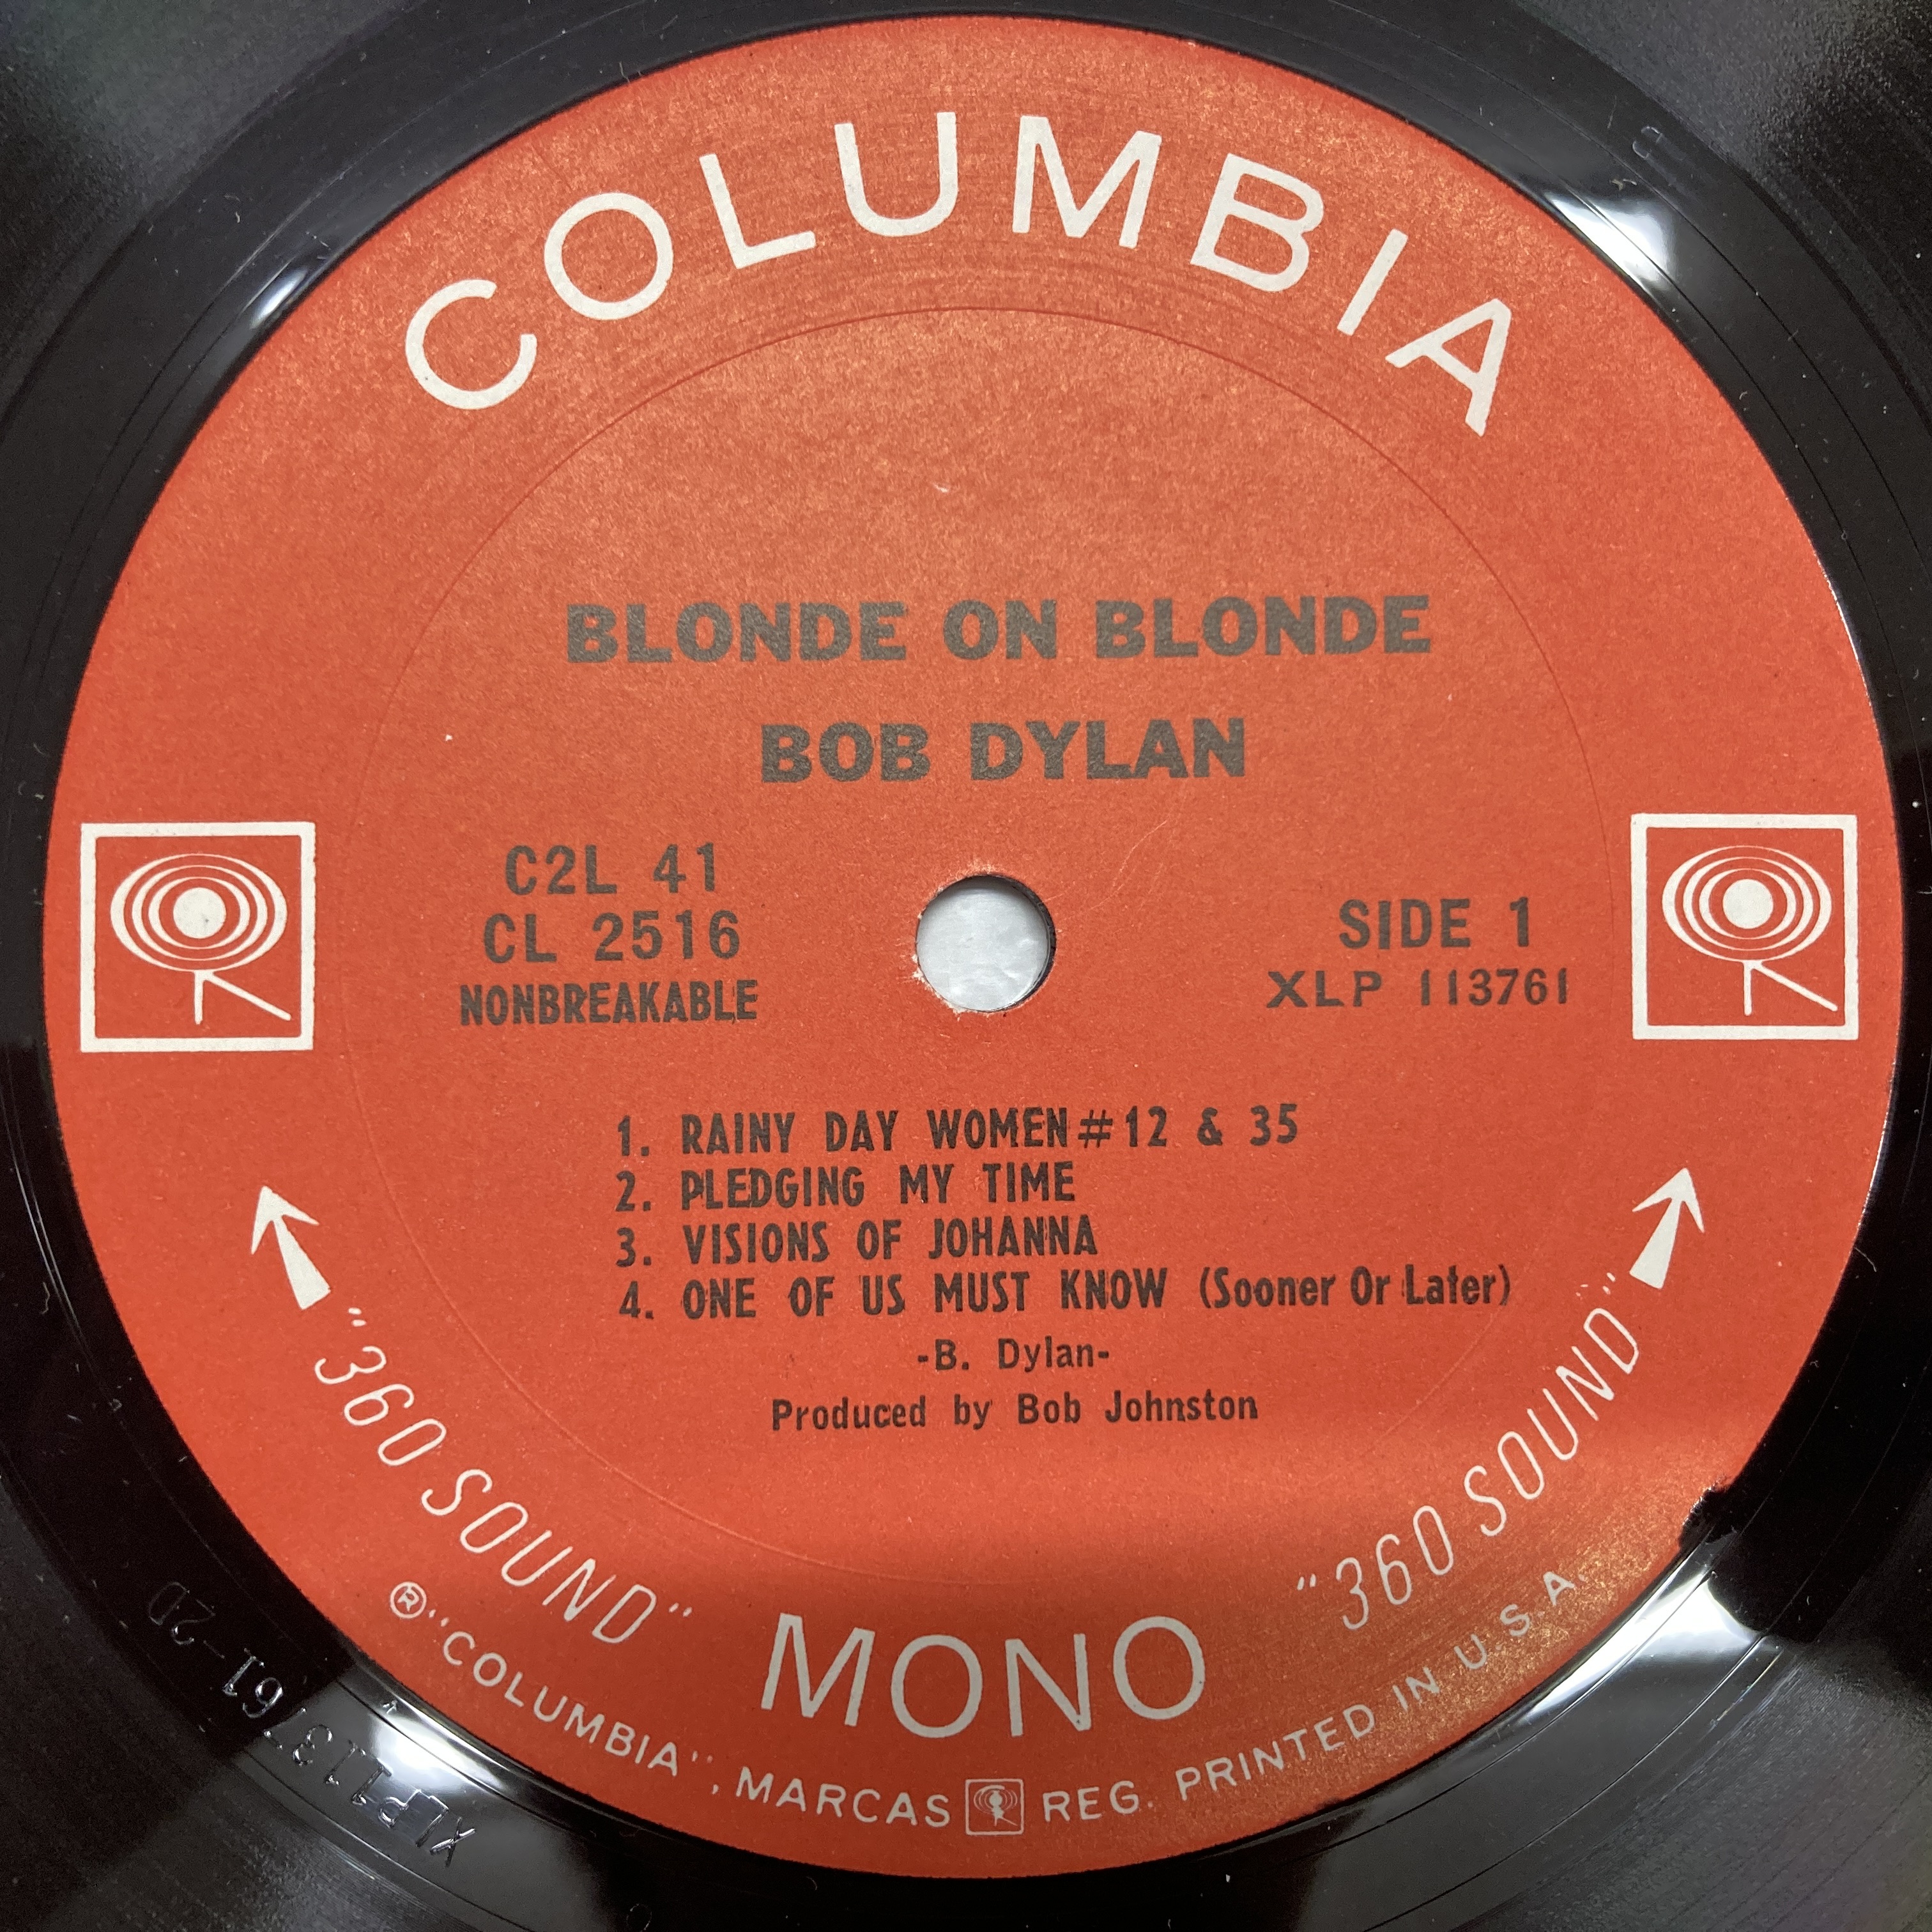 COLUMBIA
BLONDE ON BLONDE
BOB DYLAN
C2L 41
CL 2516
NONBREAKABLE
SIDE 1
XLP 113761
1. RAINY DAY WOMEN # 12 & 35
2. PLEDGING MY TIME
3. VISIONS OF JOHANNA
4. ONE OF US MUST KNOW (Sooner Or Later)
-B. Dylan-
Produced by Bob Johnston
"360 SOUND" MONO "360 SOUND"
® "COLUMBIA", MARCAS REG. PRINTED IN U.S.A.
XLP113761-2D